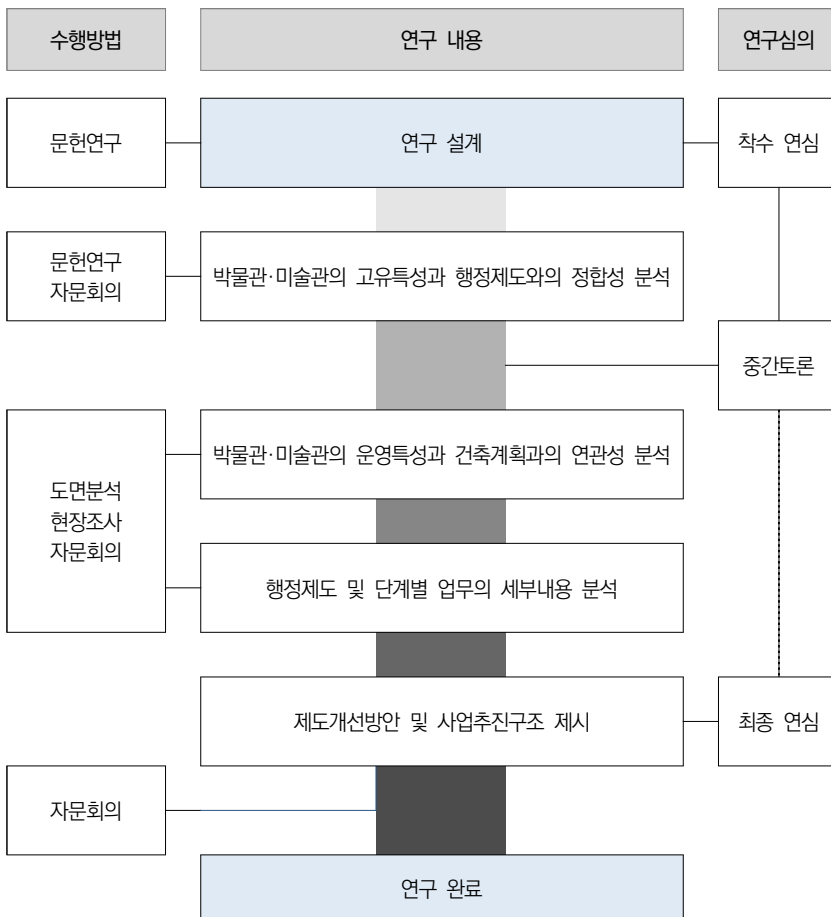 수행방법
연구 내용
연구심의
문헌연구
연구 설계
착수 연심
문헌연구
자문회의
박물관·미술관의 고유특성과 행정제도와의 정합성 분석
중간토론
도면분석
현장조사
자문회의
박물관·미술관의 운영특성과 건축계획과의 연관성 분석
행정제도 및 단계별 업무의 세부내용 분석
제도개선방안 및 사업추진구조 제시
최종 연심
자문회의
연구 완료